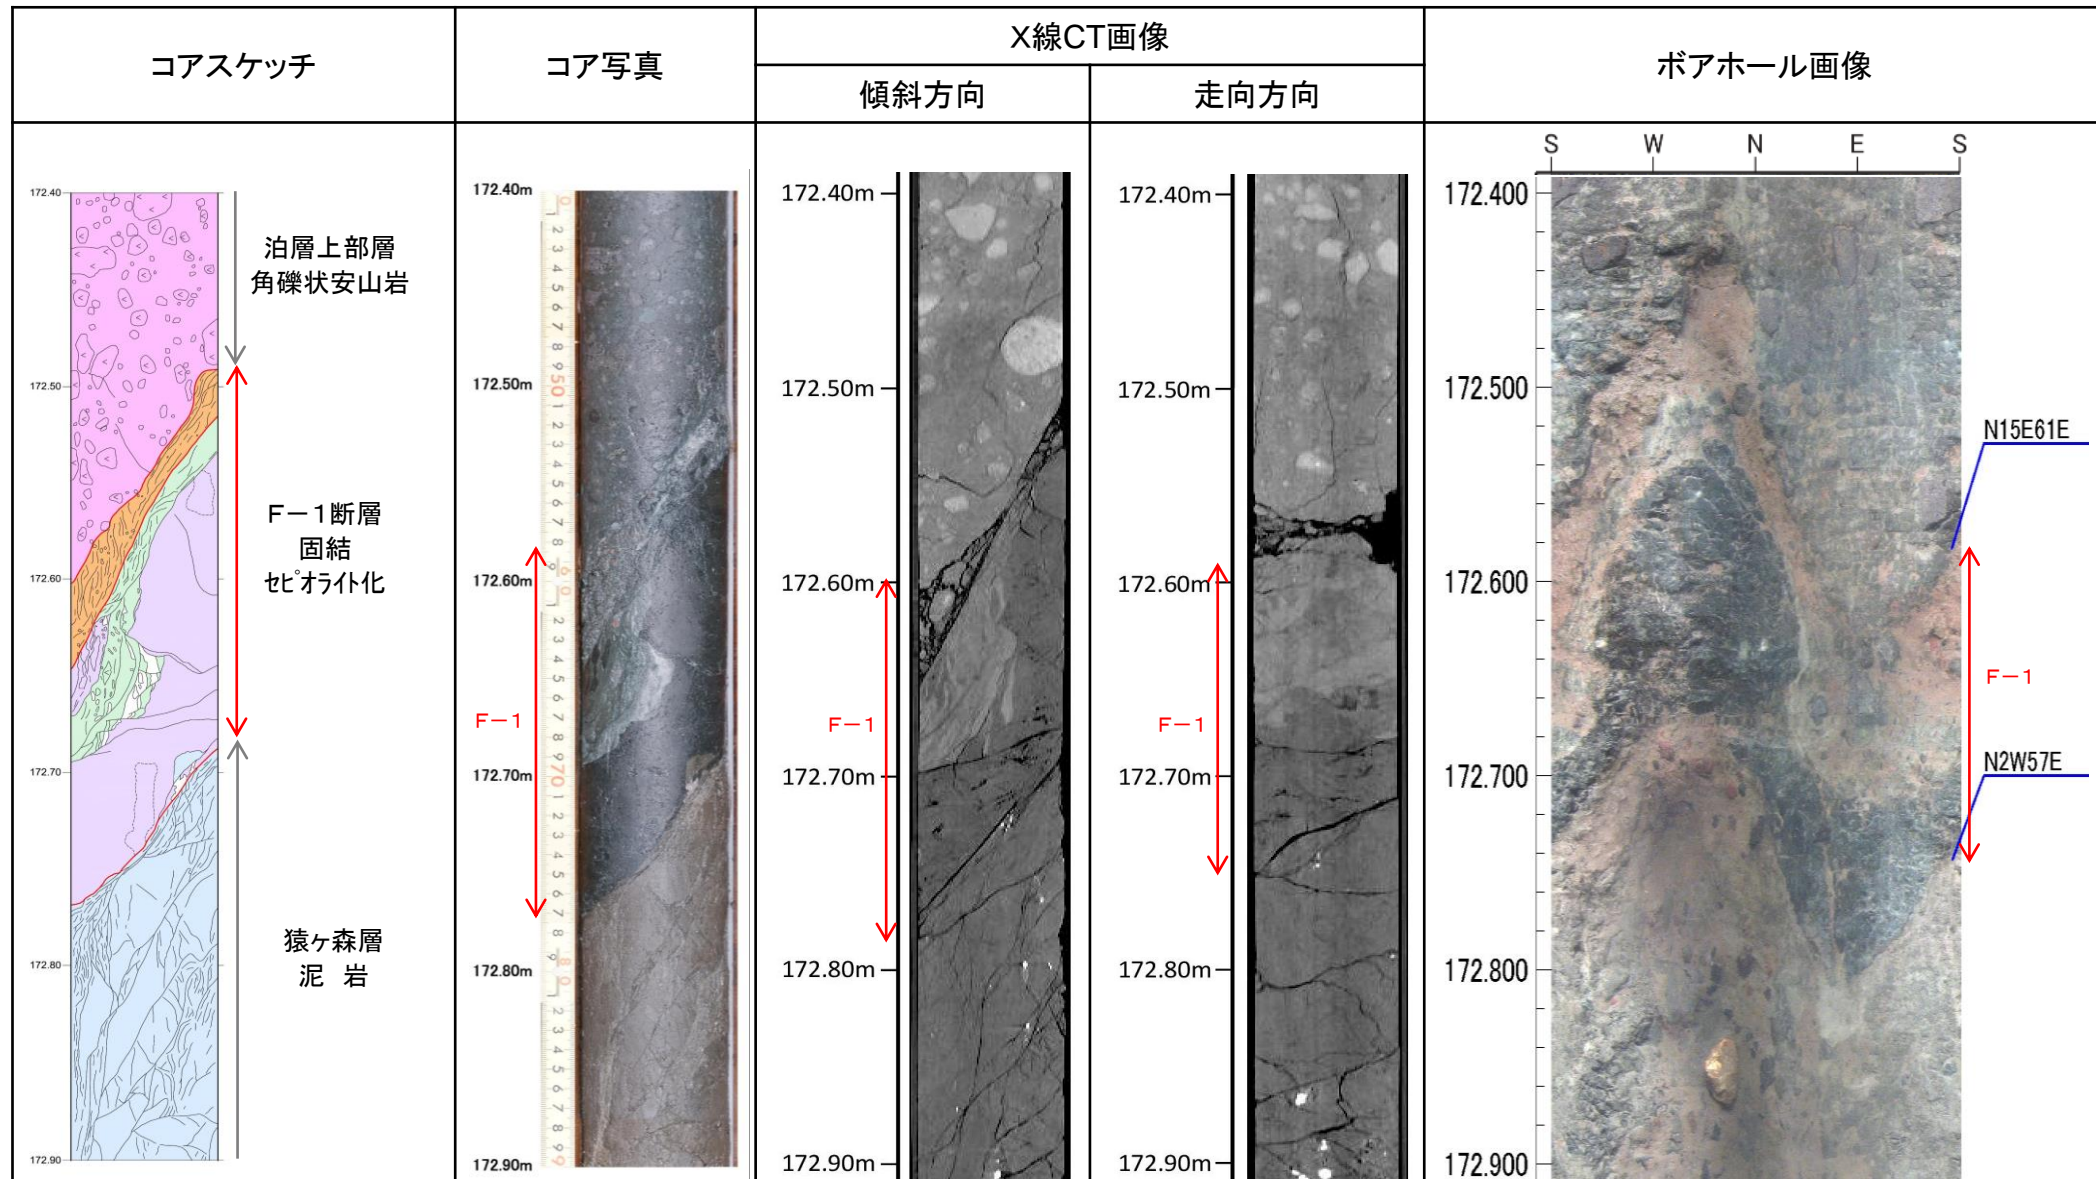 コアスケッチ
コア写真
X線CT画像
傾斜方向
走向方向
ボアホール画像
172.40
172.50
172.60
172.70
172.80
172.90
泊層上部層
角礫状安山岩
F－1断層
固結
セピオライト化
猿ヶ森層
泥 岩
172.40m
172.50m
172.60m
172.70m
172.80m
172.90m
F－1
172.40m
172.50m
172.60m
172.70m
172.80m
172.90m
F－1
172.40m
172.50m
172.60m
172.70m
172.80m
172.90m
F－1
S W N E S
172.400
172.500
172.600
172.700
172.800
172.900
N15E61E
F－1
N2W57E